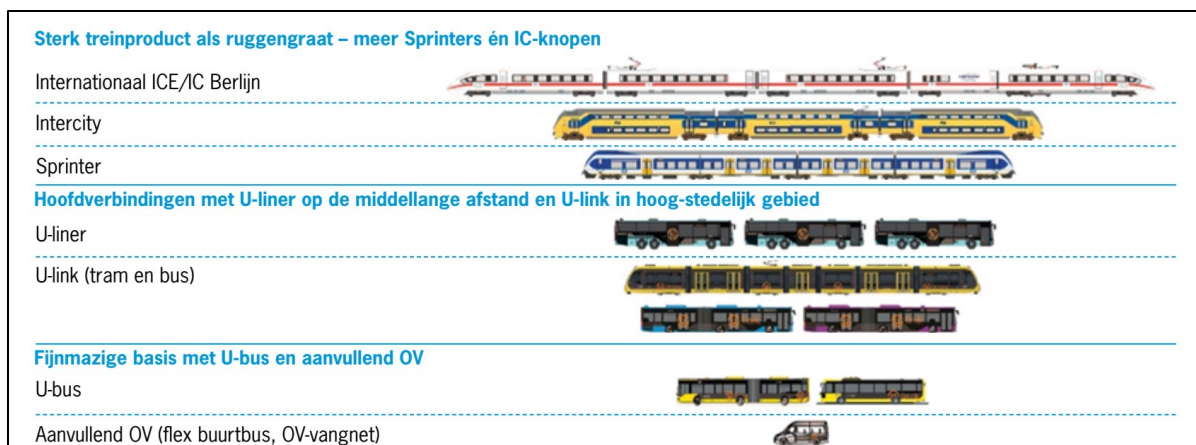 Sterk treinproduct als ruggengraat – meer Sprinters én IC-knopen
Internationaal ICE/IC Berlijn
Intercity
Sprinter
Hoofdverbindingen met U-liner op de middellange afstand en U-link in hoog-stedelijk gebied
U-liner
U-link (tram en bus)
Fijnmazige basis met U-bus en aanvullend OV
U-bus
Aanvullend OV (flex buurtbus, OV-vangnet)